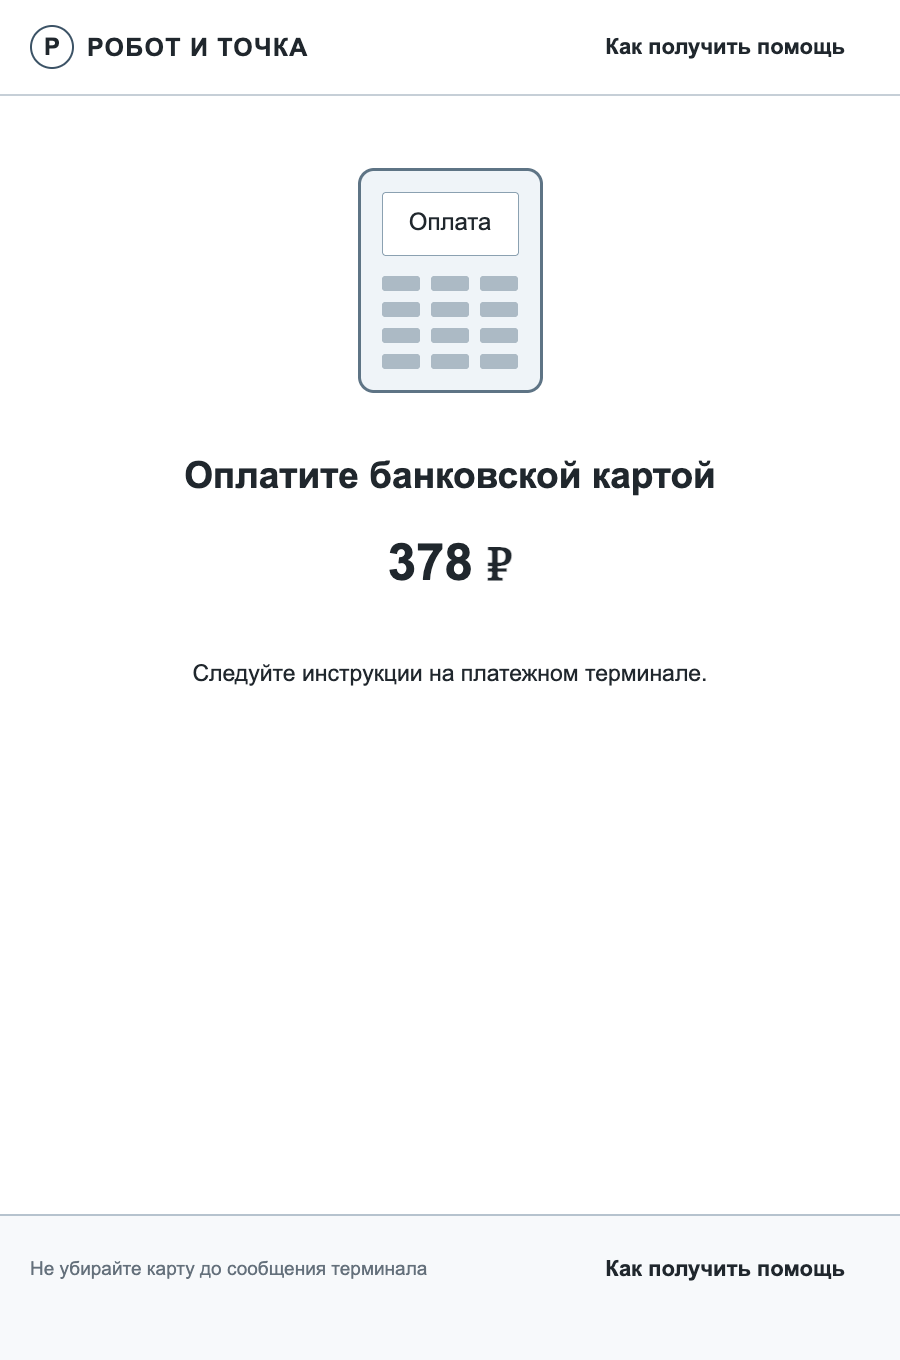 Р РОБОТ И ТОЧКА
Как получить помощь
Оплата
Оплатите банковской картой
378 ₽
Следуйте инструкции на платежном терминале.
Не убирайте карту до сообщения терминала
Как получить помощь